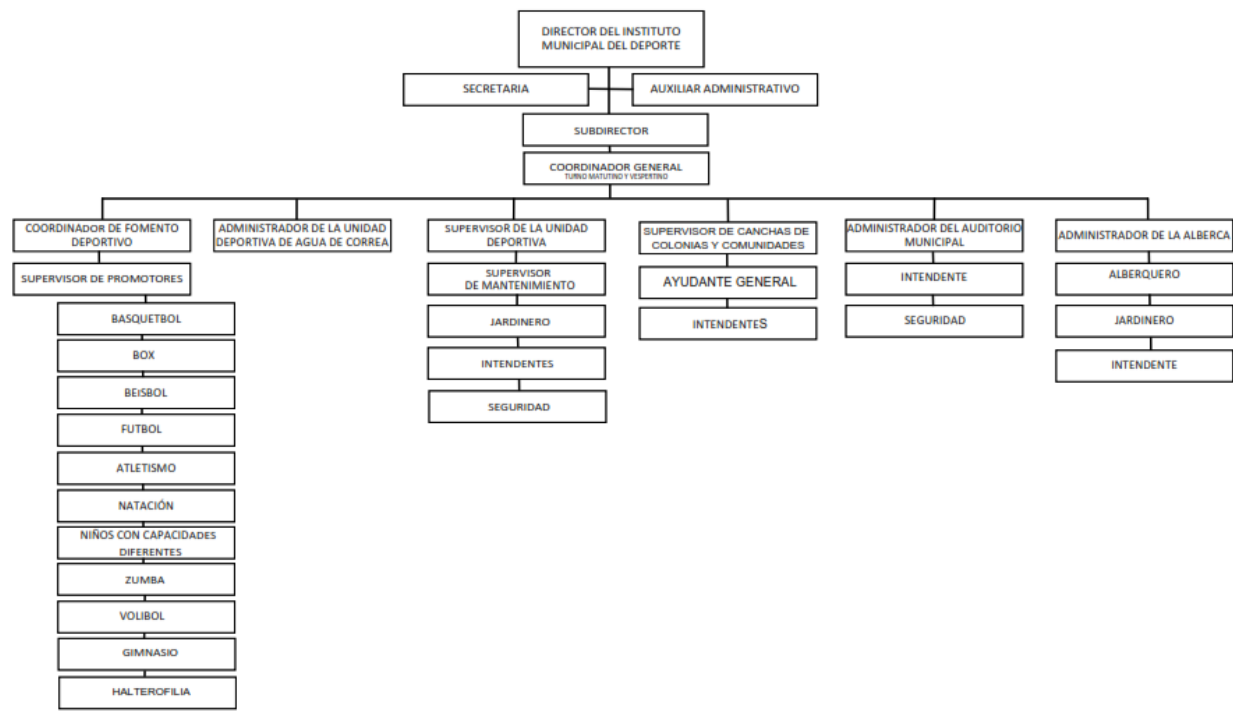 DIRECTOR DEL INSTITUTO
MUNICIPAL DEL DEPORTE
SECRETARIA
AUXILIAR ADMINISTRATIVO
SUBDIRECTOR
COORDINADOR GENERAL
TURNO MATUTINO Y VESPERTINO
COORDINADOR DE FOMENTO
DEPORTIVO
SUPERVISOR DE PROMOTORES
BASQUETBOL
BOX
BEISBOL
FUTBOL
ATLETISMO
NATACIÓN
NIÑOS CON CAPACIDADES
DIFERENTES
ZUMBA
VOLIBOL
GIMNASIO
HALTEROFILIA
ADMINISTRADOR DE LA UNIDAD
DEPORTIVA DE AGUA DE CORREA
SUPERVISOR DE LA UNIDAD
DEPORTIVA
SUPERVISOR
DE MANTENIMIENTO
JARDINERO
INTENDENTES
SEGURIDAD
SUPERVISOR DE CANCHAS DE
COLONIAS Y COMUNIDADES
AYUDANTE GENERAL
INTENDENTES
ADMINISTRADOR DEL AUDITORIO
MUNICIPAL
INTENDENTE
SEGURIDAD
ADMINISTRADOR DE LA ALBERCA
ALBERQUERO
JARDINERO
INTENDENTE